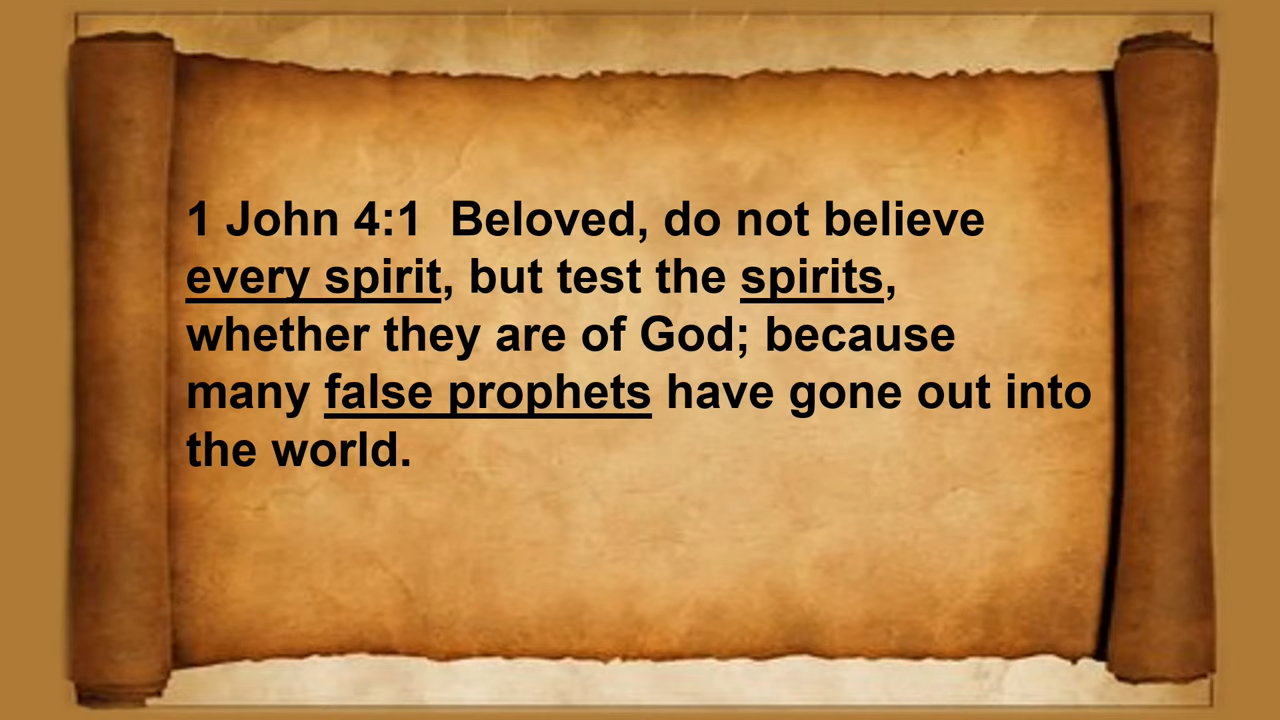 1 John 4:1  Beloved, do not believe
every spirit, but test the spirits,
whether they are of God; because
many false prophets have gone out into
the world.